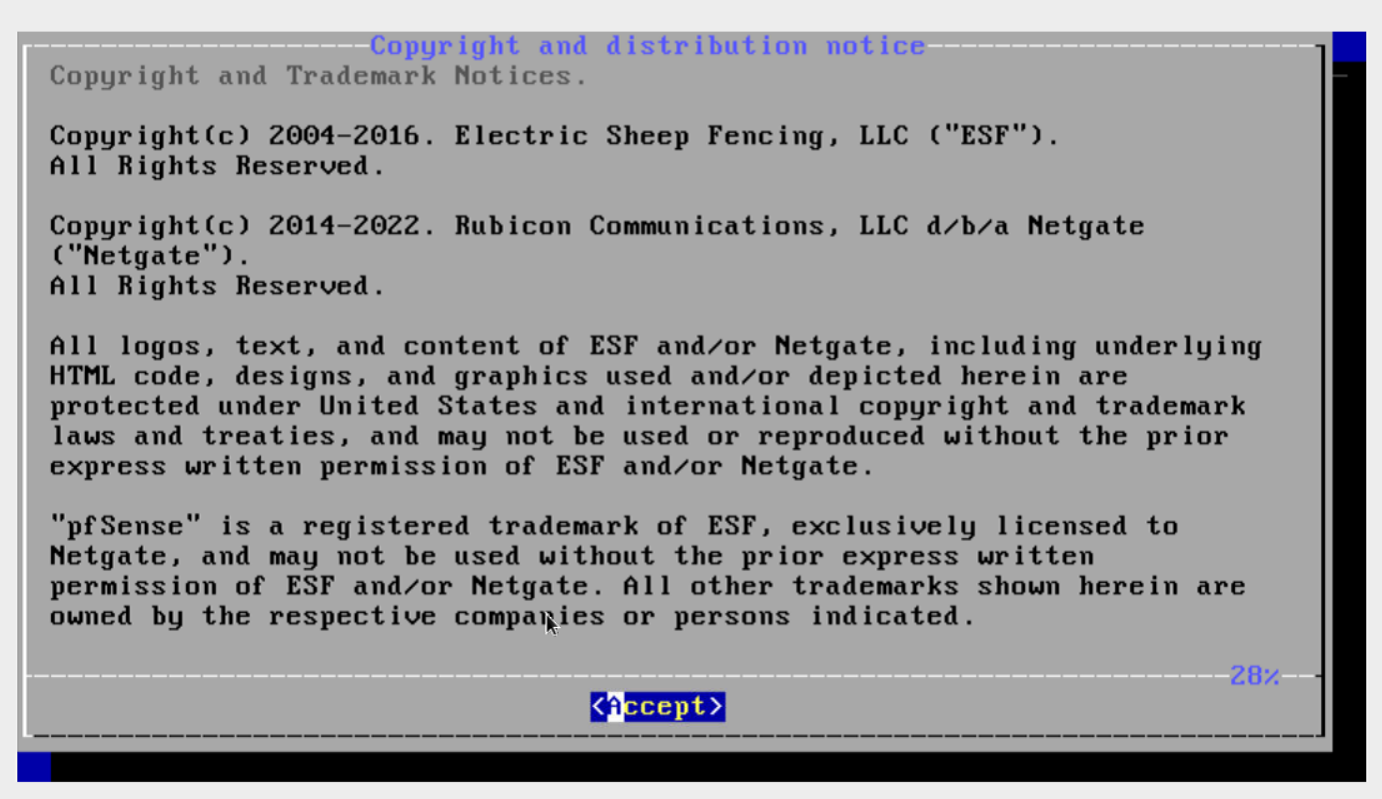 Copyright and distribution notice
Copyright and Trademark Notices.
Copyright(c) 2004-2016. Electric Sheep Fencing, LLC ("ESF").
All Rights Reserved.
Copyright(c) 2014-2022. Rubicon Communications, LLC d/b/a Netgate
("Netgate").
All Rights Reserved.
All logos, text, and content of ESF and/or Netgate, including underlying
HTML code, designs, and graphics used and/or depicted herein are
protected under United States and international copyright and trademark
laws and treaties, and may not be used or reproduced without the prior
express written permission of ESF and/or Netgate.
"pfSense" is a registered trademark of ESF, exclusively licensed to
Netgate, and may not be used without the prior express written
permission of ESF and/or Netgate. All other trademarks shown herein are
owned by the respective companies or persons indicated.
28%
<Accept>